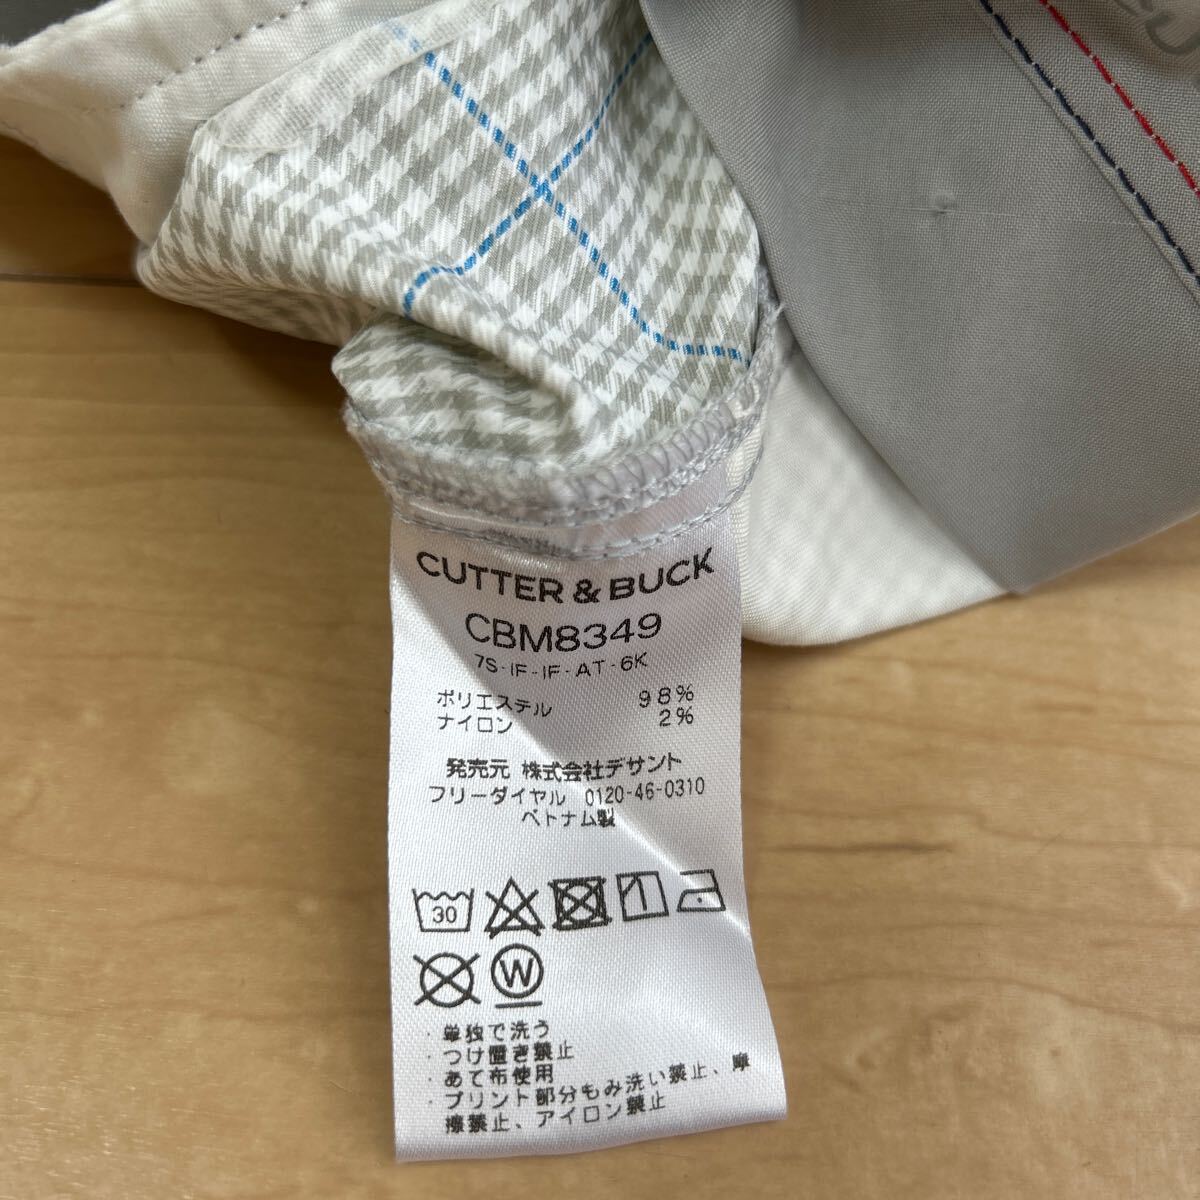 CUTTER & BUCK
CBM8349
7S-IF-IF-AT-6K
ポリエステル 98%
ナイロン 2%
発売元 株式会社デサント
フリーダイヤル 0120-46-0310
ベトナム製
30
W
・単独で洗う
・つけ置き禁止
・あて布使用
・プリント部分もみ洗い禁止、摩
擦禁止、アイロン禁止